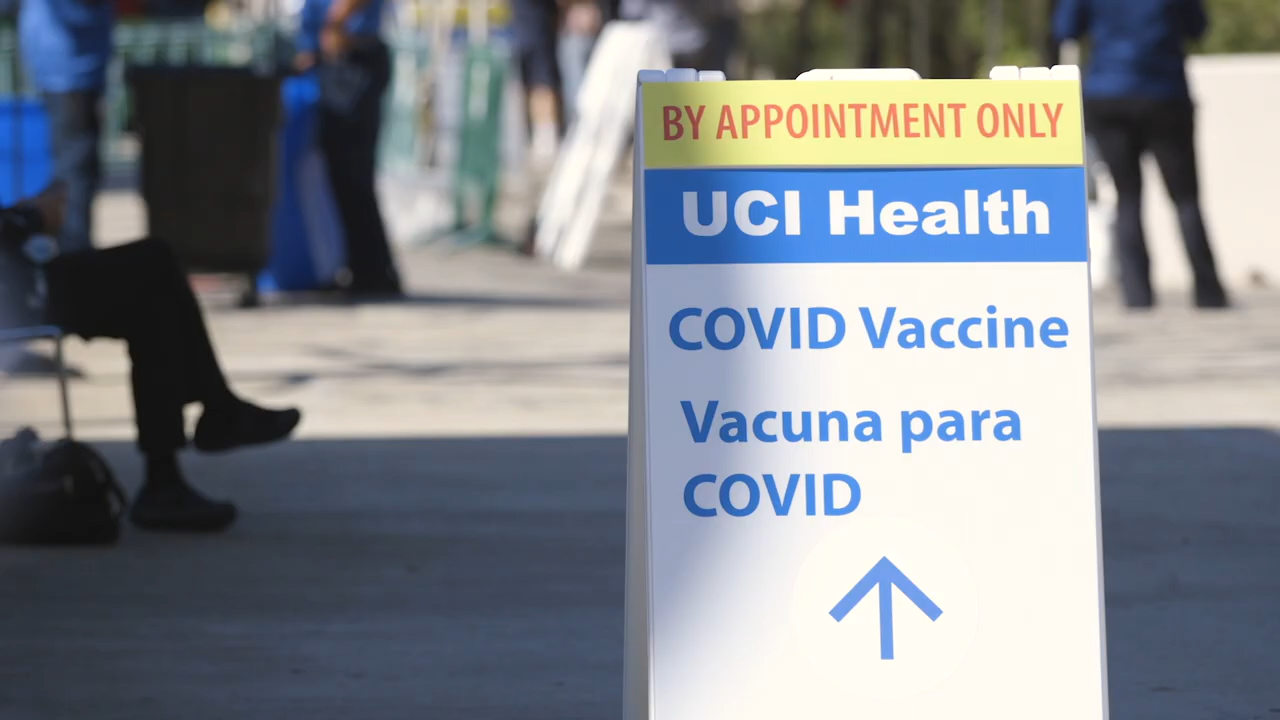 BY APPOINTMENT ONLY
UCI Health
COVID Vaccine
Vacuna para
COVID